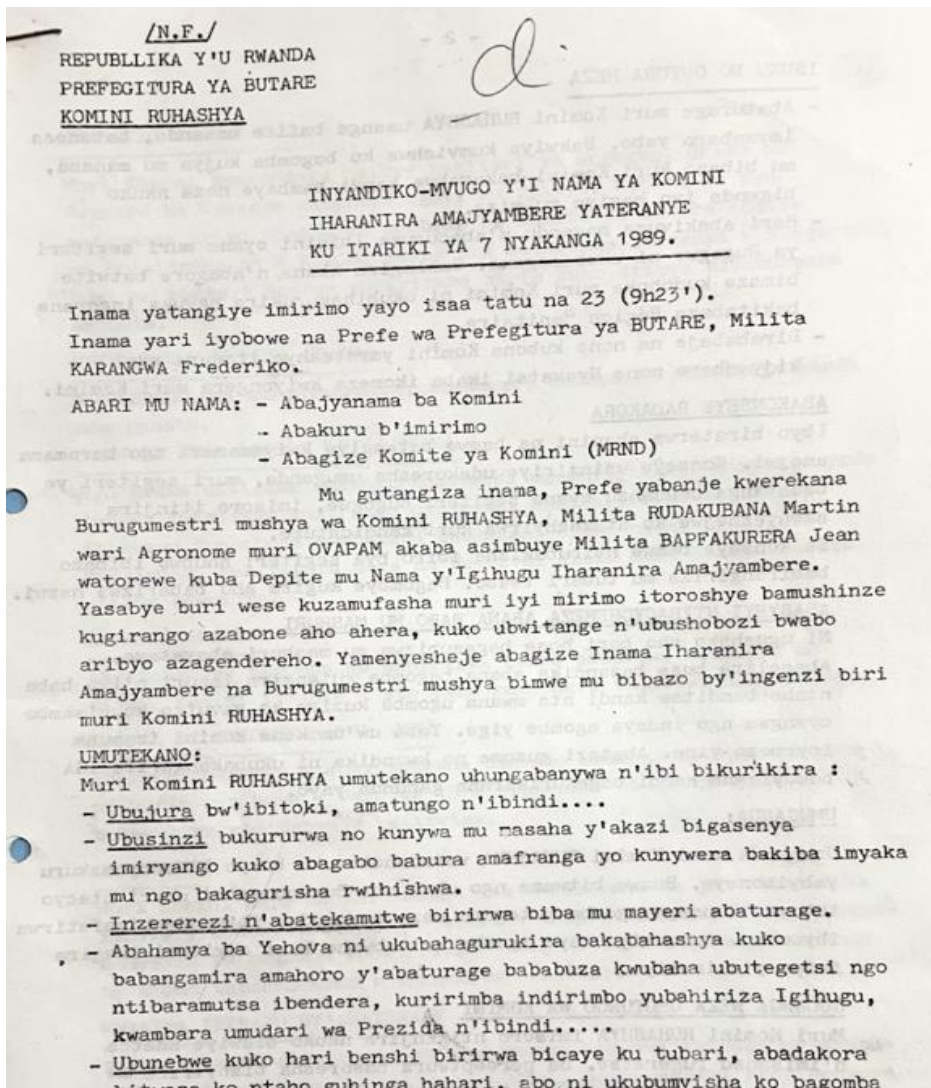 /N.F./
REPUBLLIKA Y'U RWANDA
PREFEGITURA YA BUTARE
KOMINI RUHASHYA
di
INYANDIKO-MVUGO Y'I NAMA YA KOMINI
IHARANIRA AMAJYAMBERE YATERANYE
KU ITARIKI YA 7 NYAKANGA 1989.
Inama yatangiye imirimo yayo isaa tatu na 23 (9h23').
Inama yari iyobowe na Prefe wa Prefegitura ya BUTARE, Milita
KARANGWA Frederiko.
ABARI MU NAMA: - Abajyanama ba Komini
- Abakuru b'imirimo
- Abagize Komite ya Komini (MRND)
Mu gutangiza inama, Prefe yabanje kwerekana
Burugumestri mushya wa Komini RUHASHYA, Milita RUDAKUBANA Martin
wari Agronome muri OVAPAM akaba asimbuye Milita BAPFAKURERA Jean
watorewe kuba Depite mu Nama y'Igihugu Iharanira Amajyambere.
Yasabye buri wese kuzamufasha muri iyi mirimo itoroshye bamushinze
kugirango azabone aho ahera, kuko ubwitange n'ubushobozi bwabo
aribyo azagendereho. Yamenyesheje abagize Inama Iharanira
Amajyambere na Burugumestri mushya bimwe mu bibazo by'ingenzi biri
muri Komini RUHASHYA.
UMUTEKANO:
Muri Komini RUHASHYA umutekano uhungabanywa n'ibi bikurikira :
- Ubujura bw'ibitoki, amatungo n'ibindi....
- Ubusinzi bukururwa no kunywa mu masaha y'akazi bigasenya
imiryango kuko abagabo babura amafranga yo kunywera bakiba imyaka
mu ngo bakagurisha rwihishwa.
- Inzererezi n'abatekamutwe birirwa biba mu mayeri abaturage.
- Abahamya ba Yehova ni ukubahagurukira bakabahashya kuko
babangamira amahoro y'abaturage bababuza kwubaha ubutegetsi ngo
ntibaramutsa ibendera, kuririmba indirimbo yubahiriza Igihugu,
kwambara umudari wa Prezida n'ibindi.....
- Ubunebwe kuko hari benshi birirwa bicaye ku tubari, abadakora
ko ntaho guhinga hahari, abo ni ukubumvisha ko bagomba